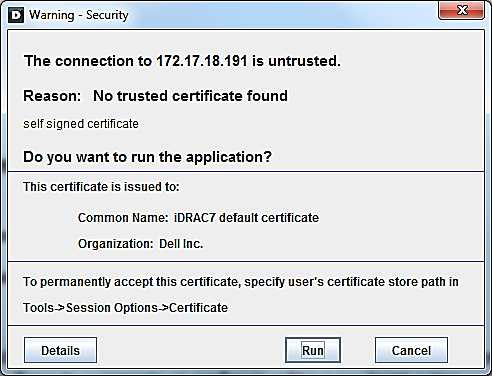 Warning - Security
The connection to 172.17.18.191 is untrusted.
Reason: No trusted certificate found
self signed certificate
Do you want to run the application?
This certificate is issued to:
Common Name: iDRAC7 default certificate
Organization: Dell Inc.
To permanently accept this certificate, specify user's certificate store path in
Tools->Session Options->Certificate
Details Run Cancel